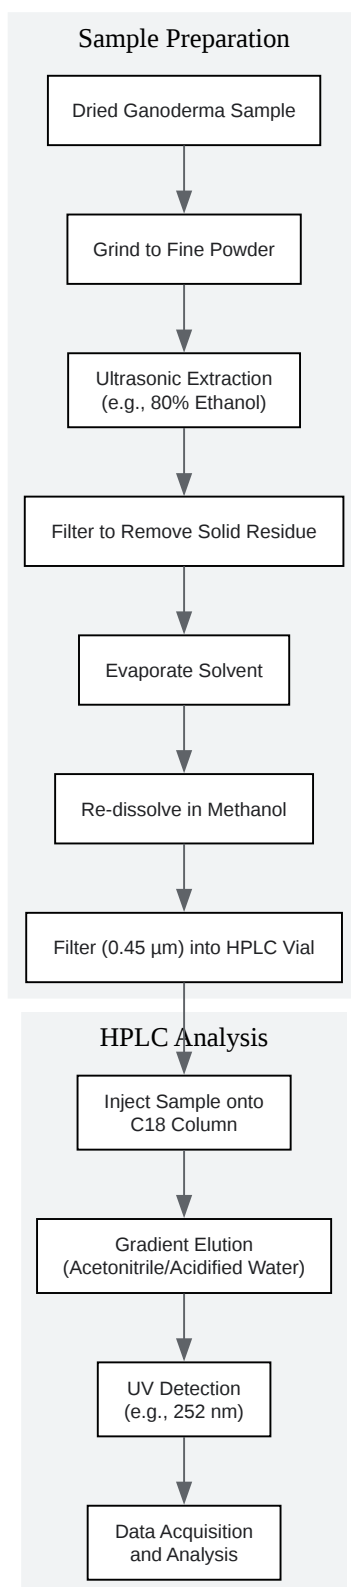 Sample Preparation
Dried Ganoderma Sample
Grind to Fine Powder
Ultrasonic Extraction
(e.g., 80% Ethanol)
Filter to Remove Solid Residue
Evaporate Solvent
Re-dissolve in Methanol
Filter (0.45 µm) into HPLC Vial
HPLC Analysis
Inject Sample onto
C18 Column
Gradient Elution
(Acetonitrile/Acidified Water)
UV Detection
(e.g., 252 nm)
Data Acquisition
and Analysis